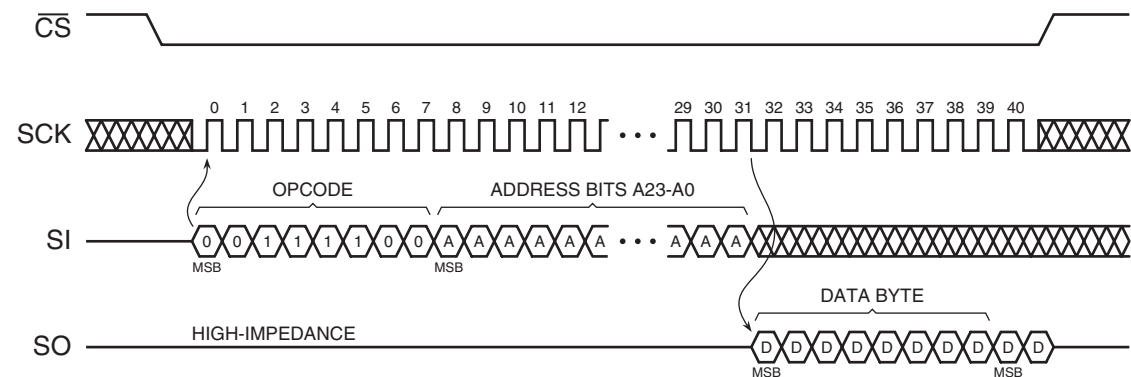 CS
0 1 2 3 4 5 6 7 8 9 10 11 12 29 30 31 32 33 34 35 36 37 38 39 40
SCK
OPCODE ADDRESS BITS A23-A0
SI 0 0 1 1 1 1 0 0 A A A A A A A A A
MSB MSB
DATA BYTE
HIGH-IMPEDANCE
SO D D D D D D D D D D
MSB MSB